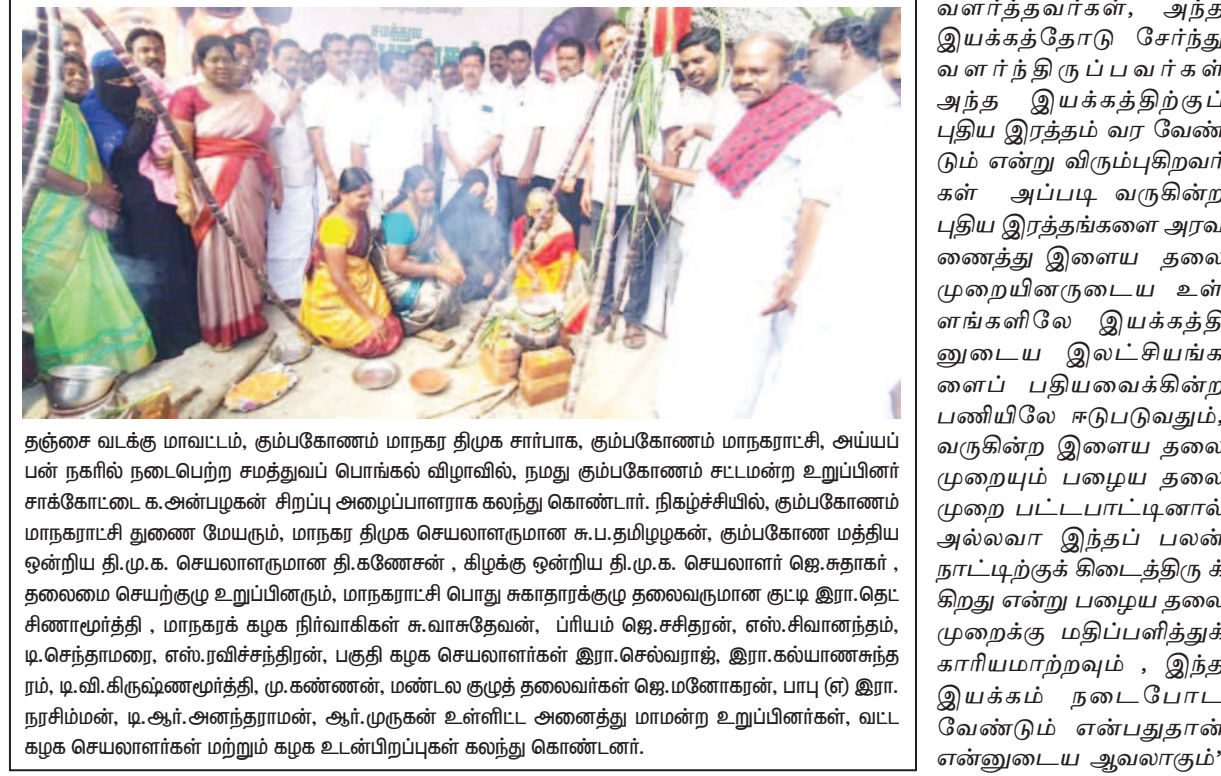 சமத்துவ
தஞ்சை வடக்கு மாவட்டம், கும்பகோணம் மாநகர திமுக சார்பாக, கும்பகோணம் மாநகராட்சி, அய்யப்
பன் நகரில் நடைபெற்ற சமத்துவப் பொங்கல் விழாவில், நமது கும்பகோணம் சட்டமன்ற உறுப்பினர்
சாக்கோட்டை க.அன்பழகன் சிறப்பு அழைப்பாளராக கலந்து கொண்டார். நிகழ்ச்சியில், கும்பகோணம்
மாநகராட்சி துணை மேயரும், மாநகர திமுக செயலாளருமான சு.ப.தமிழழகன், கும்பகோண மத்திய
ஒன்றிய தி.மு.க. செயலாளருமான தி.கணேசன் , கிழக்கு ஒன்றிய தி.மு.க. செயலாளர் ஜெ.சுதாகர் ,
தலைமை செயற்குழு உறுப்பினரும், மாநகராட்சி பொது சுகாதாரக்குழு தலைவருமான குட்டி இரா.தெட்
சிணாமூர்த்தி , மாநகரக் கழக நிர்வாகிகள் சு.வாசுதேவன், ப்ரியம் ஜெ.சசிதரன், எஸ்.சிவானந்தம்,
டி.செந்தாமரை, எஸ்.ரவிச்சந்திரன், பகுதி கழக செயலாளர்கள் இரா.செல்வராஜ், இரா.கல்யாணசுந்த
ரம், டி.வி.கிருஷ்ணமூர்த்தி, மு.கண்ணன், மண்டல குழுத் தலைவர்கள் ஜெ.மனோகரன், பாபு (எ) இரா.
நரசிம்மன், டி.ஆர்.அனந்தராமன், ஆர்.முருகன் உள்ளிட்ட அனைத்து மாமன்ற உறுப்பினர்கள், வட்ட
கழக செயலாளர்கள் மற்றும் கழக உடன்பிறப்புகள் கலந்து கொண்டனர்.
வளர்த்தவர்கள், அந்த
இயக்கத்தோடு சேர்ந்து
வளர்ந்திருப்பவர்கள்
அந்த இயக்கத்திற்குப்
புதிய இரத்தம் வர வேண்
டும் என்று விரும்புகிறவர்
கள் அப்படி வருகின்ற
புதிய இரத்தங்களை அரவ
ணைத்து இளைய தலை
முறையினருடைய உள்
ளங்களிலே இயக்கத்தி
னுடைய இலட்சியங்க
ளைப் பதியவைக்கின்ற
பணியிலே ஈடுபடுவதும்,
வருகின்ற இளைய தலை
முறையும் பழைய தலை
முறை பட்டபாட்டினால்
அல்லவா இந்தப் பலன்
நாட்டிற்குக் கிடைத்திரு க்
கிறது என்று பழைய தலை
முறைக்கு மதிப்பளித்துக்
காரியமாற்றவும் , இந்த
இயக்கம் நடைபோட
வேண்டும் என்பதுதான்
என்னுடைய ஆவலாகும்’